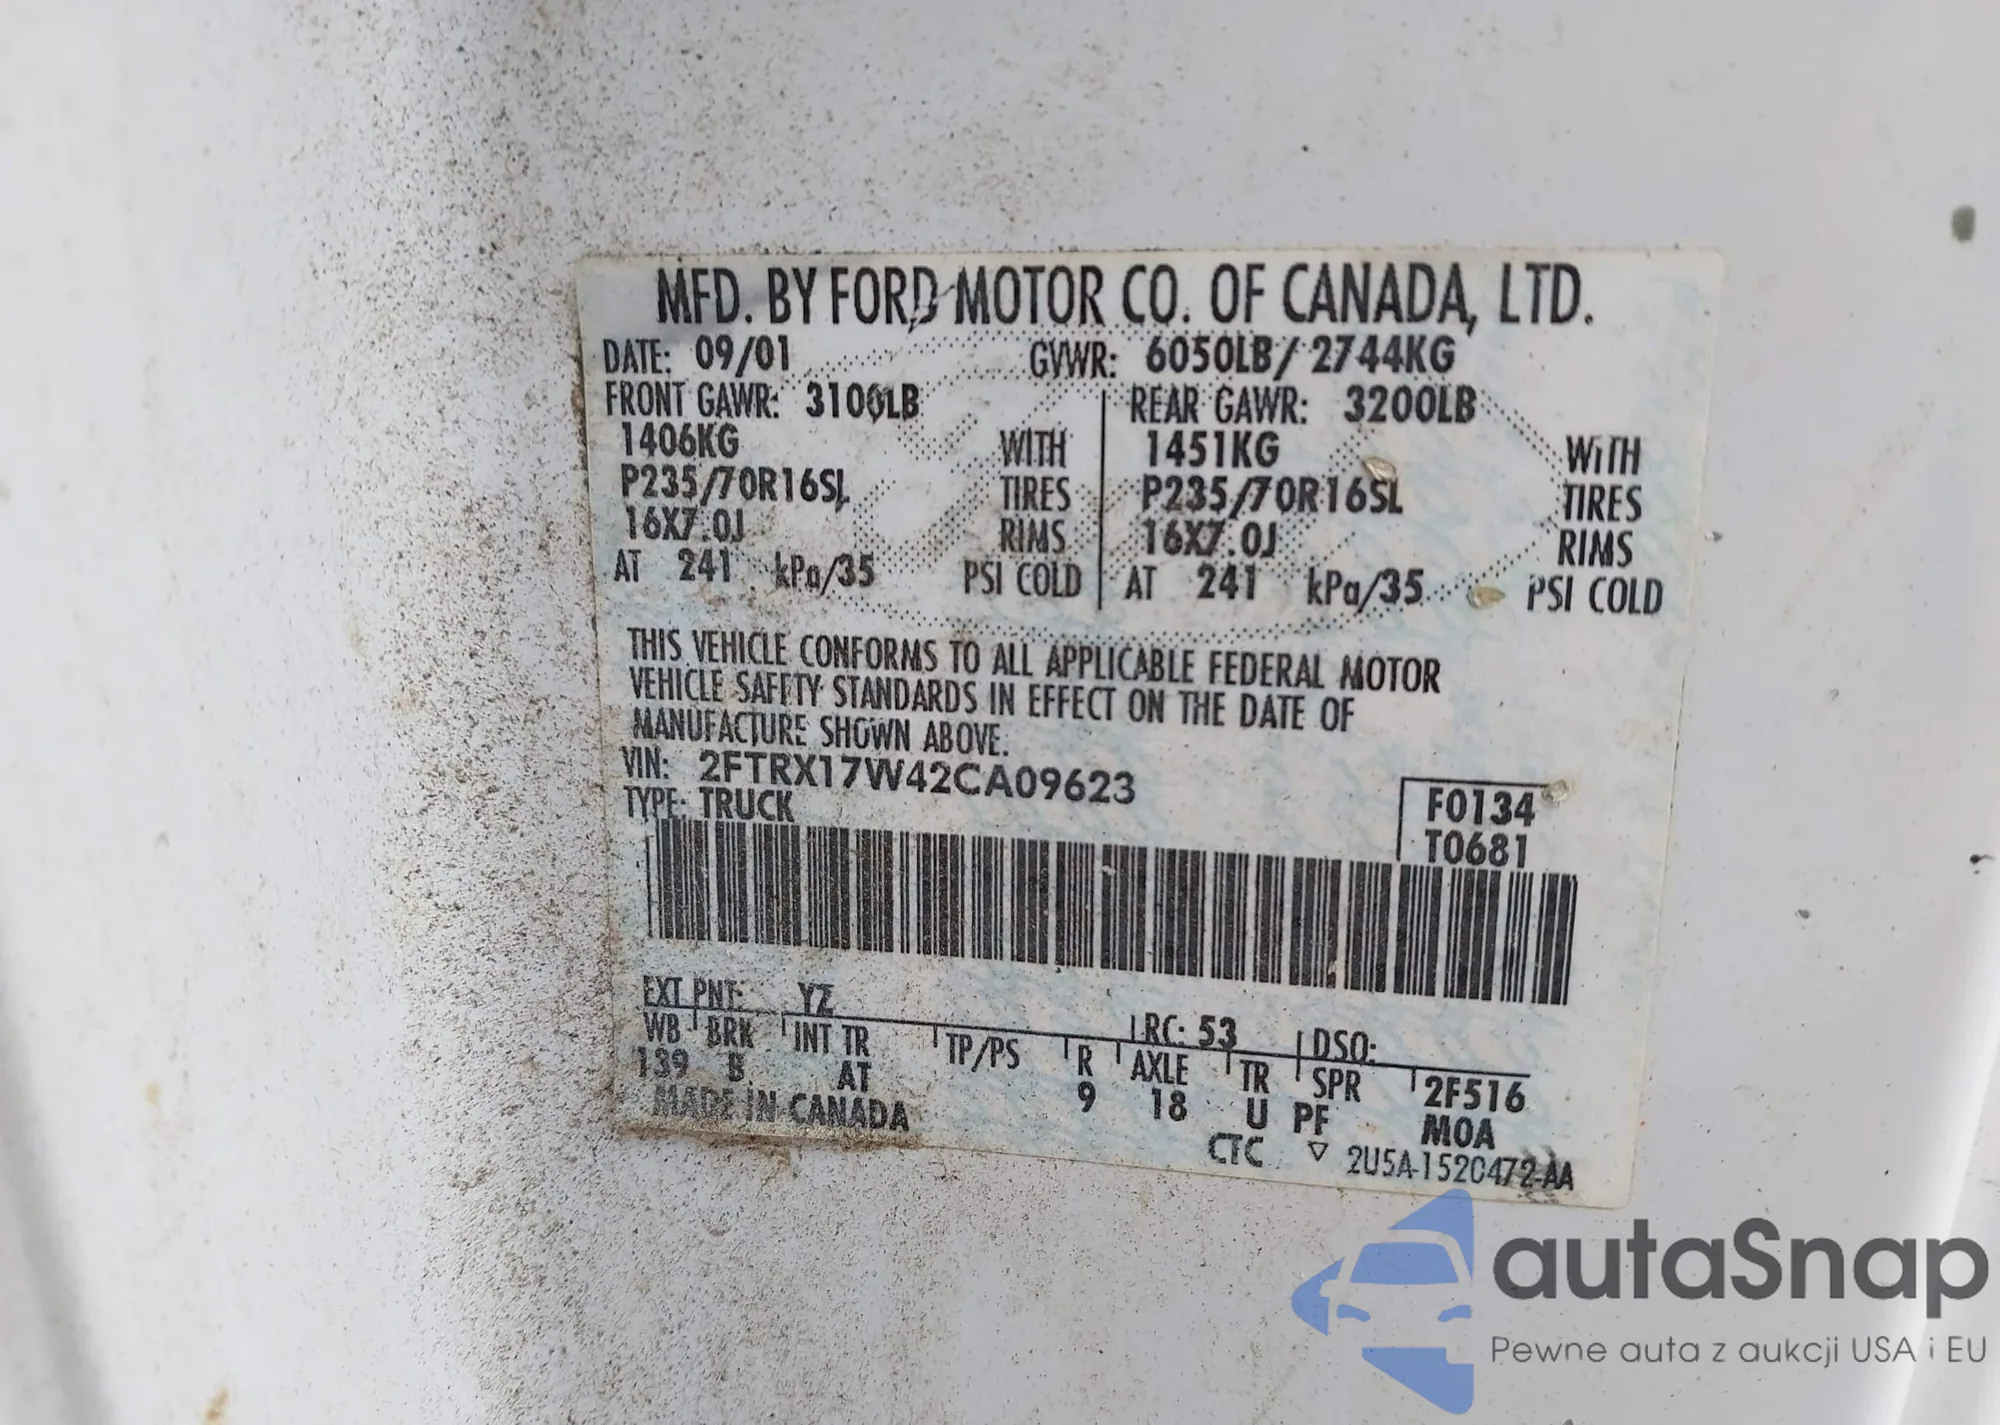 MFD. BY FORD MOTOR CO. OF CANADA, LTD.
DATE: 09/01 GVWR: 6050LB/ 2744KG
FRONT GAWR: 3100LB REAR GAWR: 3200LB
1406KG WITH 1451KG WITH
P235/70R16SL TIRES P235/70R16SL TIRES
16X7.0J RIMS 16X7.0J RIMS
AT 241 kPa/35 PSI COLD AT 241 kPa/35 PSI COLD
THIS VEHICLE CONFORMS TO ALL APPLICABLE FEDERAL MOTOR
VEHICLE SAFETY STANDARDS IN EFFECT ON THE DATE OF
MANUFACTURE SHOWN ABOVE.
VIN: 2FTRX17W42CA09623
TYPE: TRUCK
F0134
T0681
EXT PNT: YZ RC: 53 DSO:
WB BRK INT TR TP/PS R AXLE TR SPR 2F516
139 B AT 9 18 U PF MOA
MADE IN CANADA
CTC ▽ 2U5A-1520472-AA
autaSnap
Pewne auta z aukcji USA i EU